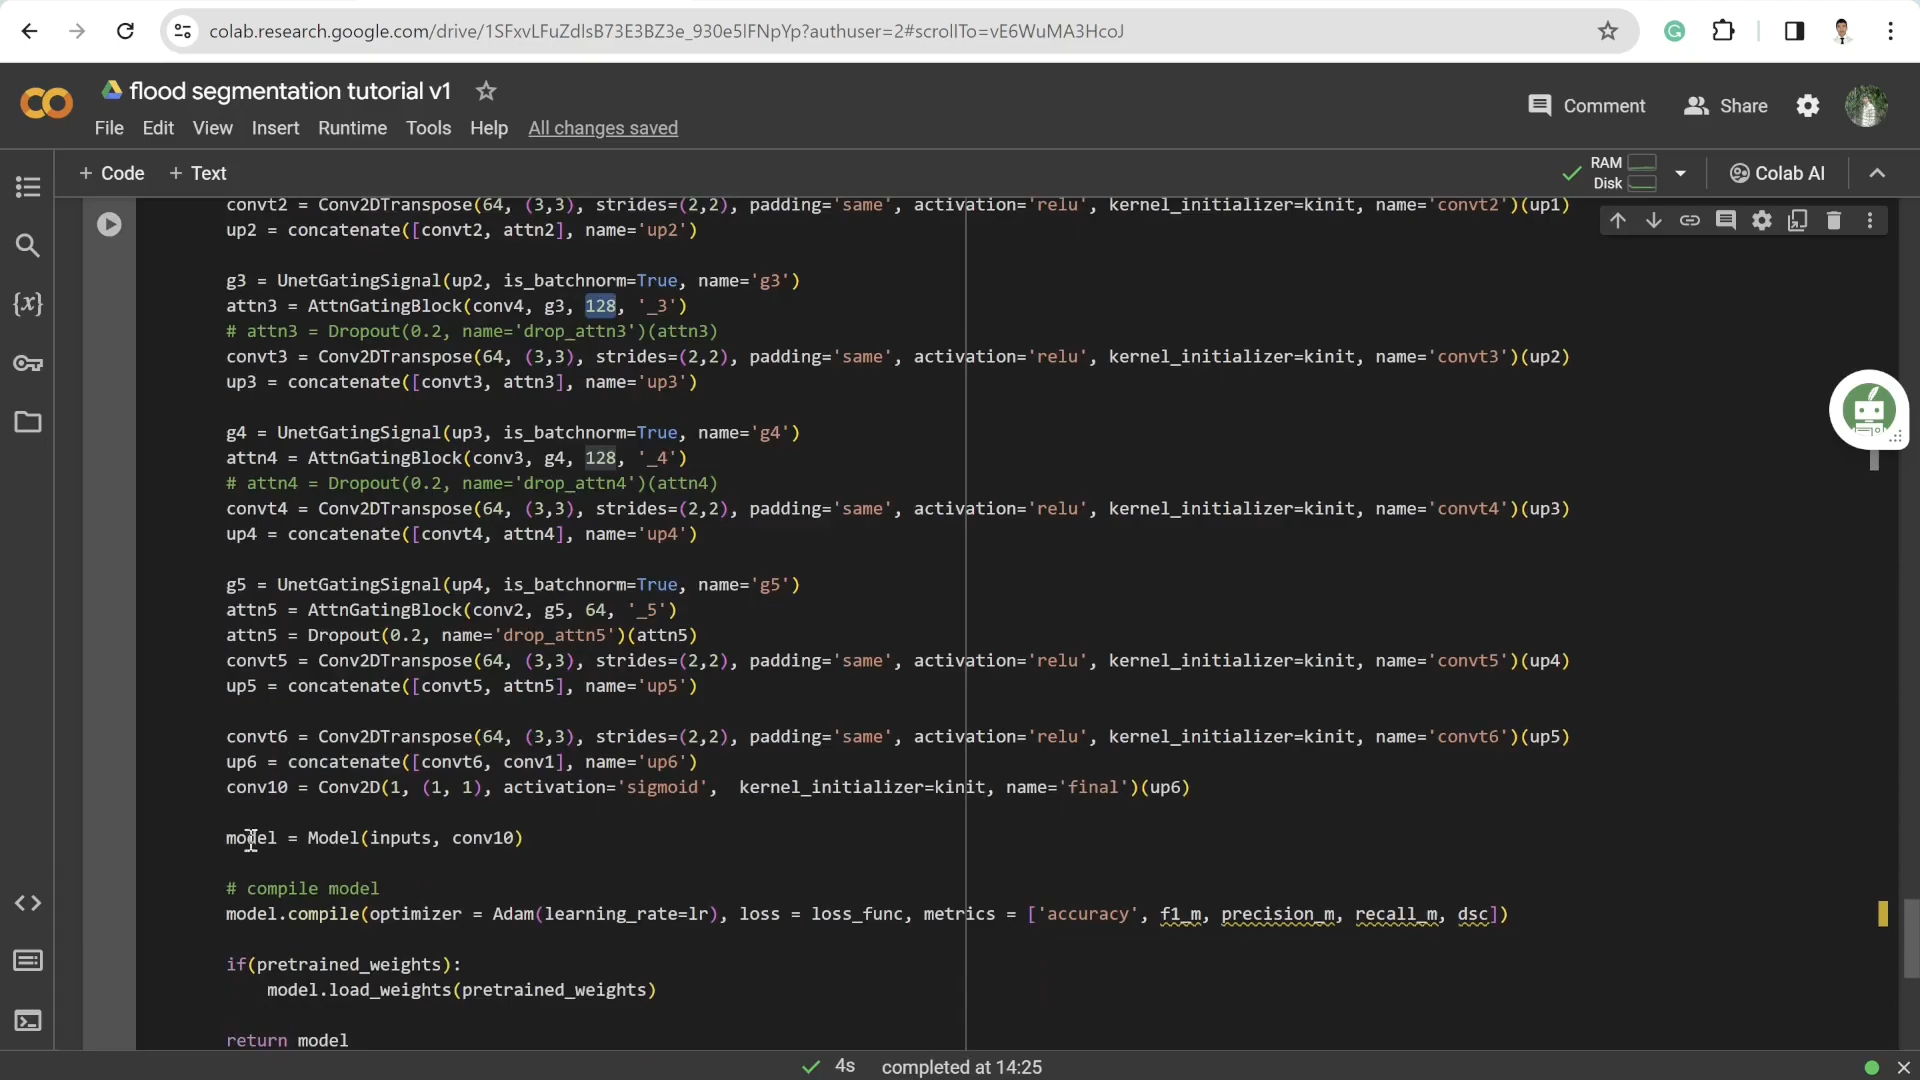 colab.research.google.com/drive/1SFxvLFuZdlsB73E3BZ3e_930e5lFNpYp?authuser=2#scrollTo=vE6WuMA3HcoJ
flood segmentation tutorial v1
Comment
Share
File Edit View Insert Runtime Tools Help All changes saved
+ Code + Text
RAM
Disk
Colab AI
convt2 = Conv2DTranspose(64, (3,3), strides=(2,2), padding='same', activation='relu', kernel_initializer=kinit, name='convt2')(up1)
up2 = concatenate([convt2, attn2], name='up2')
g3 = UnetGatingSignal(up2, is_batchnorm=True, name='g3')
attn3 = AttnGatingBlock(conv4, g3, 128, '_3')
# attn3 = Dropout(0.2, name='drop_attn3')(attn3)
convt3 = Conv2DTranspose(64, (3,3), strides=(2,2), padding='same', activation='relu', kernel_initializer=kinit, name='convt3')(up2)
up3 = concatenate([convt3, attn3], name='up3')
g4 = UnetGatingSignal(up3, is_batchnorm=True, name='g4')
attn4 = AttnGatingBlock(conv3, g4, 128, '_4')
# attn4 = Dropout(0.2, name='drop_attn4')(attn4)
convt4 = Conv2DTranspose(64, (3,3), strides=(2,2), padding='same', activation='relu', kernel_initializer=kinit, name='convt4')(up3)
up4 = concatenate([convt4, attn4], name='up4')
g5 = UnetGatingSignal(up4, is_batchnorm=True, name='g5')
attn5 = AttnGatingBlock(conv2, g5, 64, '_5')
attn5 = Dropout(0.2, name='drop_attn5')(attn5)
convt5 = Conv2DTranspose(64, (3,3), strides=(2,2), padding='same', activation='relu', kernel_initializer=kinit, name='convt5')(up4)
up5 = concatenate([convt5, attn5], name='up5')
convt6 = Conv2DTranspose(64, (3,3), strides=(2,2), padding='same', activation='relu', kernel_initializer=kinit, name='convt6')(up5)
up6 = concatenate([convt6, conv1], name='up6')
conv10 = Conv2D(1, (1, 1), activation='sigmoid',  kernel_initializer=kinit, name='final')(up6)
model = Model(inputs, conv10)
# compile model
model.compile(optimizer = Adam(learning_rate=lr), loss = loss_func, metrics = ['accuracy', f1_m, precision_m, recall_m, dsc])
if(pretrained_weights):
model.load_weights(pretrained_weights)
return model
4s completed at 14:25